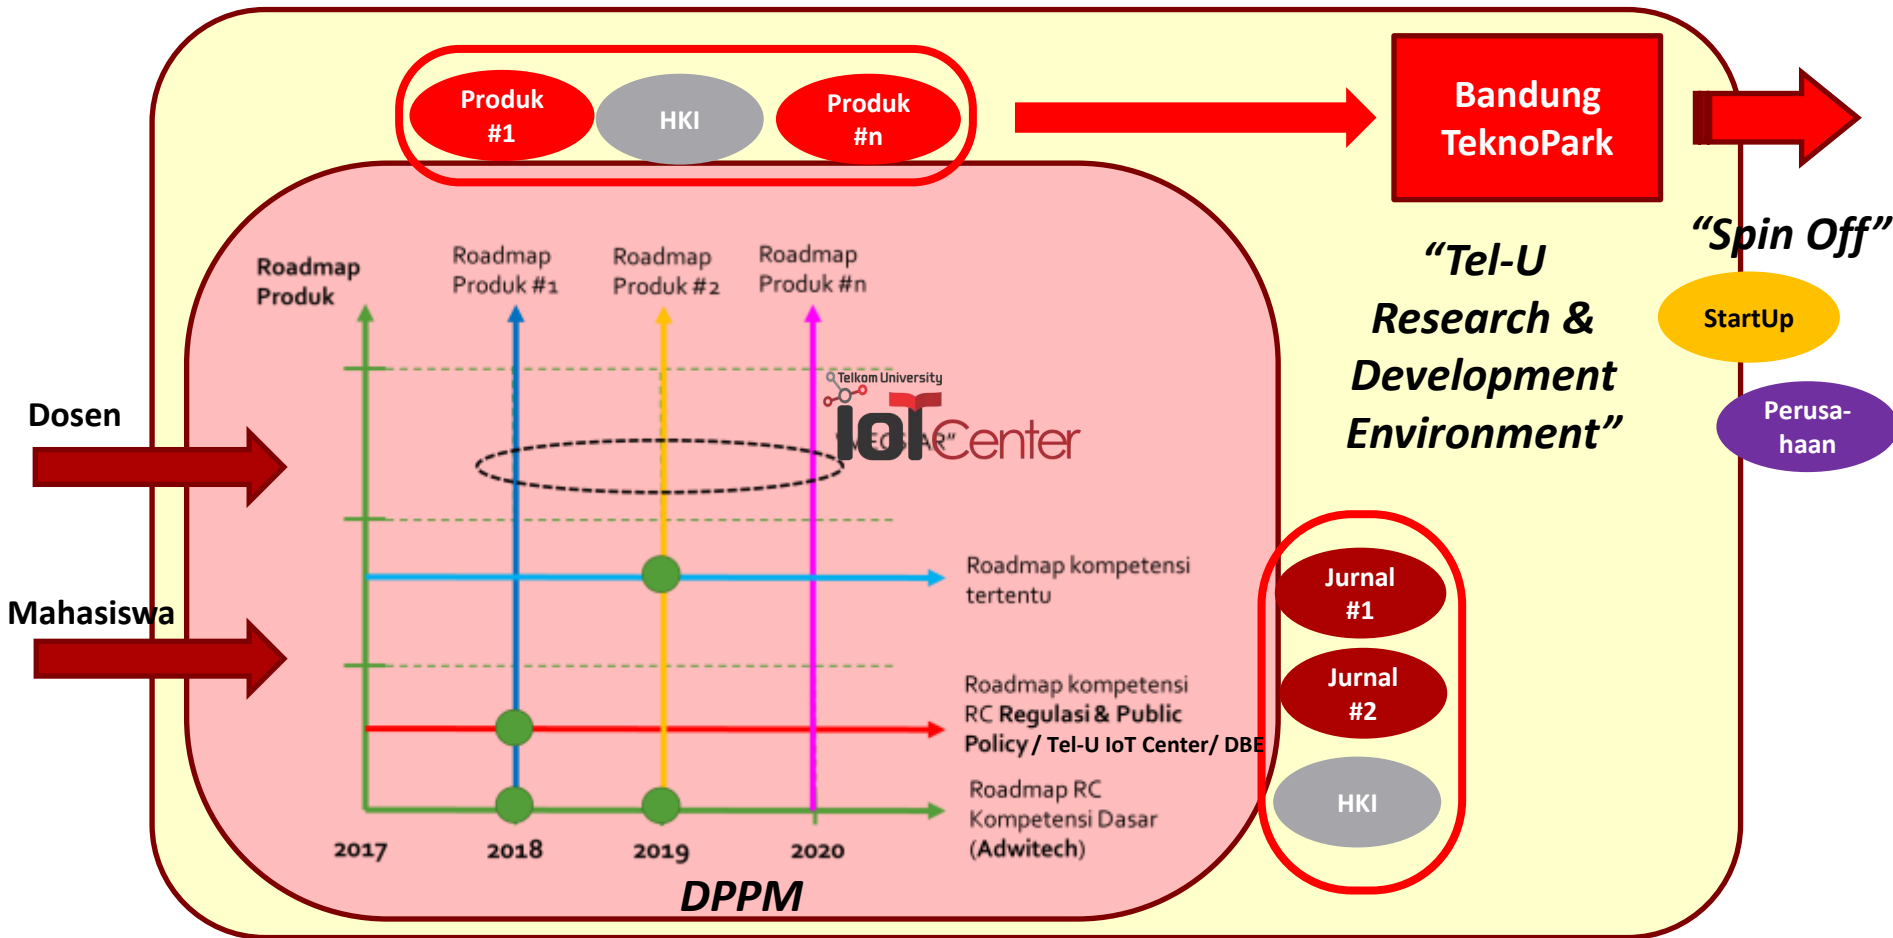 Produk
#1
HKI
Produk
#n
Bandung
TeknoPark
“Spin Off”
StartUp
Perusa-
haan
“Tel-U
Research &
Development
Environment”
Dosen
Mahasiswa
Roadmap
Produk
Roadmap
Produk #1
Roadmap
Produk #2
Roadmap
Produk #n
Telkom University
IoT Center
Roadmap kompetensi
tertentu
Roadmap kompetensi
RC Regulasi & Public
Policy / Tel-U IoT Center/ DBE
Roadmap RC
Kompetensi Dasar
(Adwitech)
2017
2018
2019
2020
DPPM
Jurnal
#1
Jurnal
#2
HKI